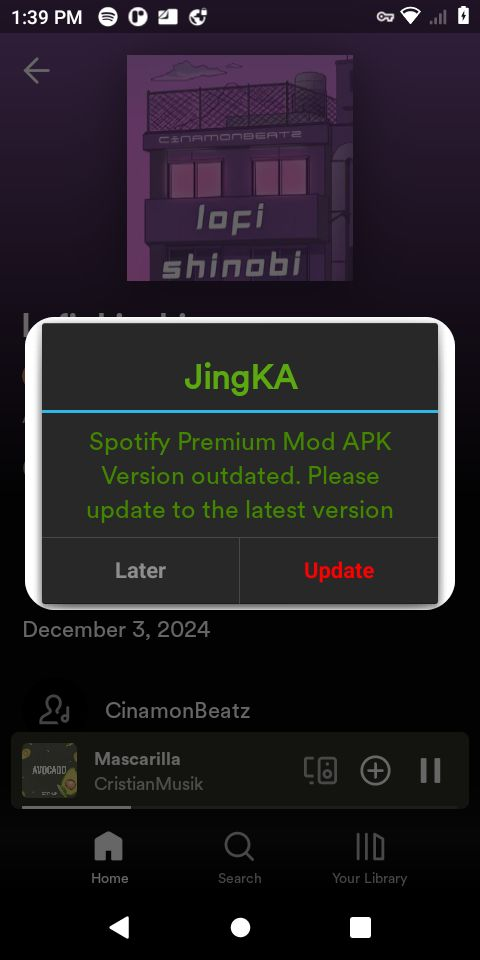 1:39 PM
CINAMONBEATZ
lofi
shinobi
JingKA
Spotify Premium Mod APK
Version outdated. Please
update to the latest version
Later
Update
December 3, 2024
CinamonBeatz
AVOCADO
Mascarilla
CristianMusik
Home
Search
Your Library